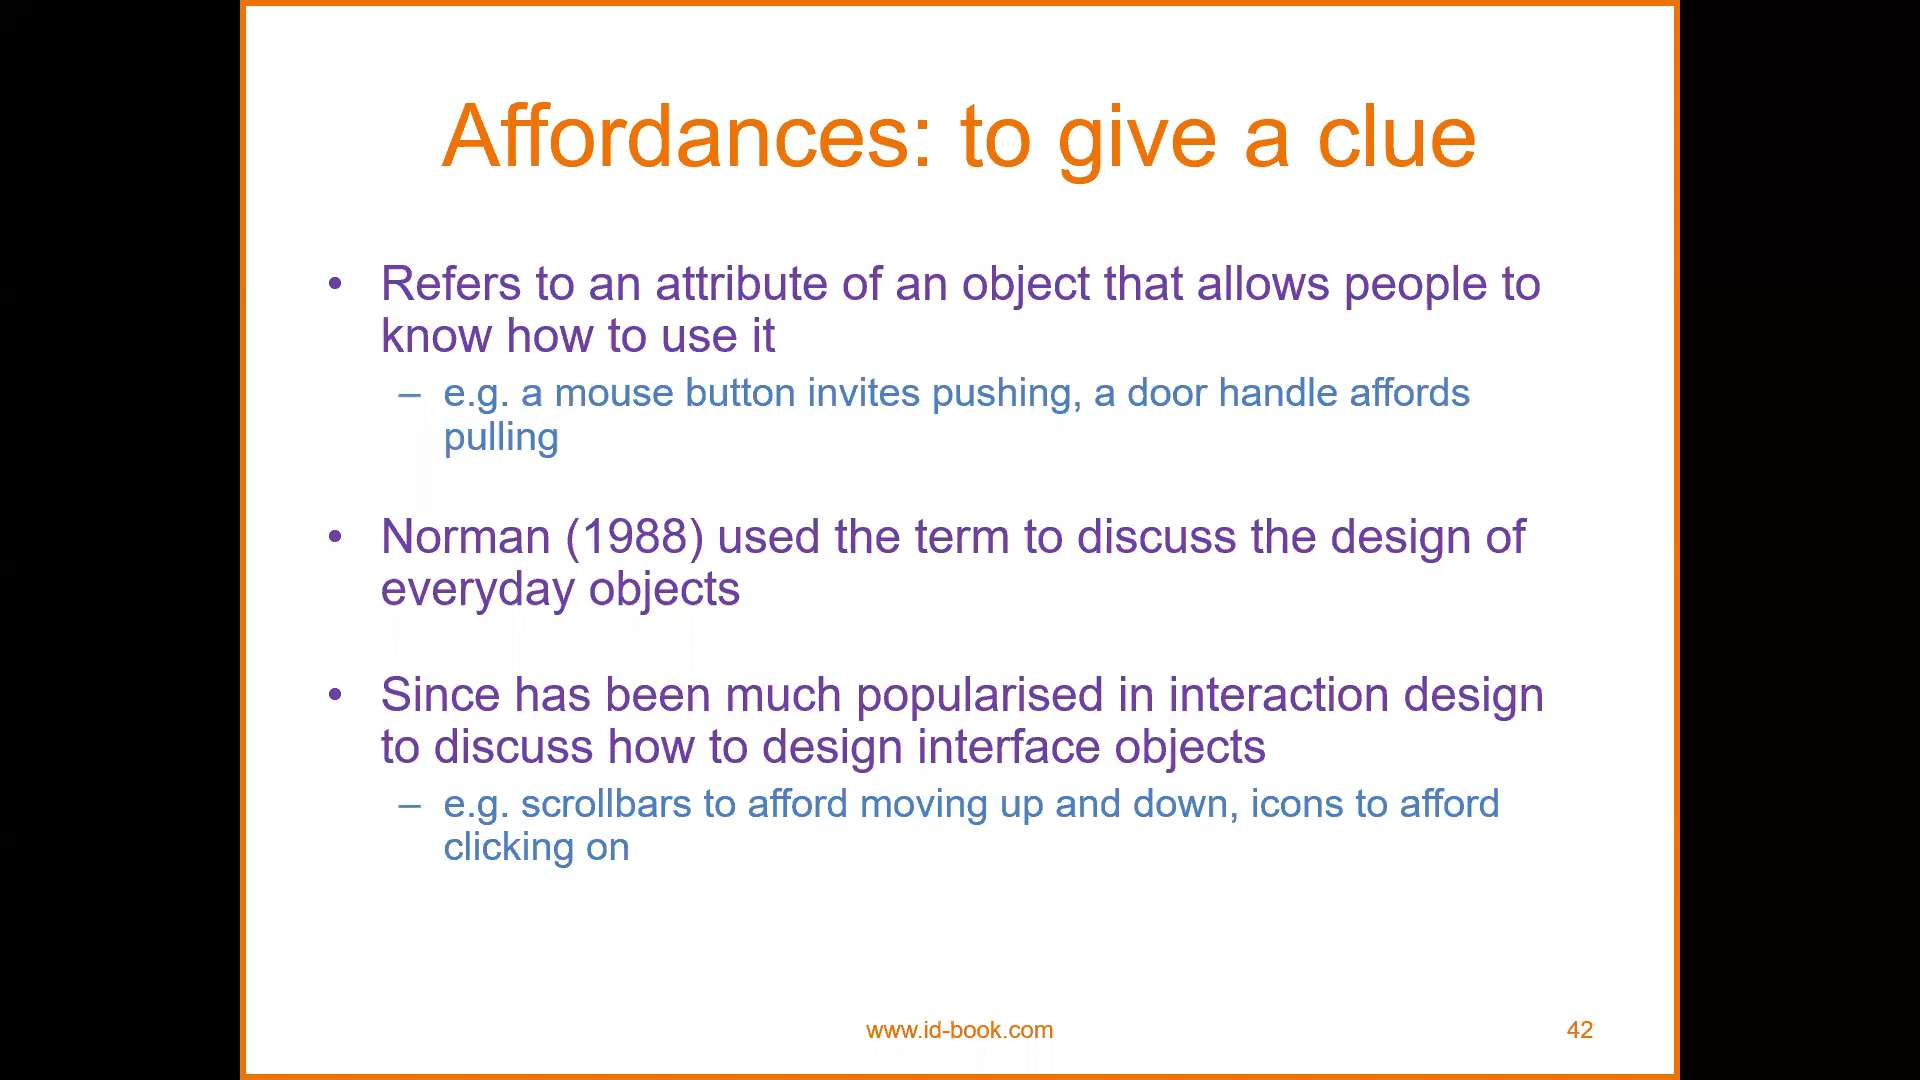 Affordances: to give a clue
• Refers to an attribute of an object that allows people to
know how to use it
– e.g. a mouse button invites pushing, a door handle affords
pulling
• Norman (1988) used the term to discuss the design of
everyday objects
• Since has been much popularised in interaction design
to discuss how to design interface objects
– e.g. scrollbars to afford moving up and down, icons to afford
clicking on
www.id-book.com
42